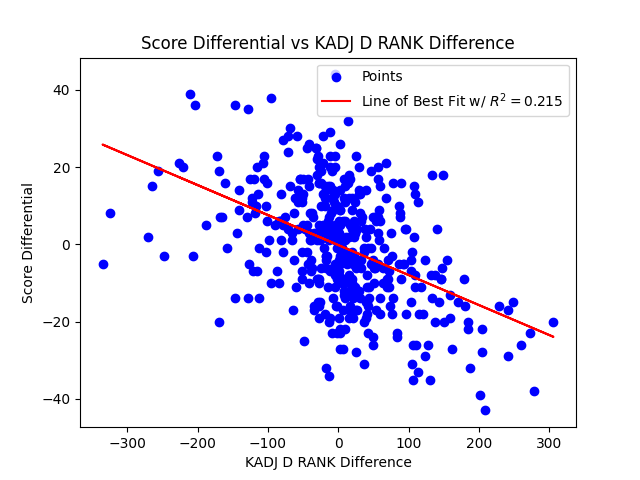 Score Differential vs KADJ D RANK Difference
Points
Line of Best Fit w/ R² = 0.215
40
20
0
−20
−40
Score Differential
−300
−200
−100
0
100
200
300
KADJ D RANK Difference